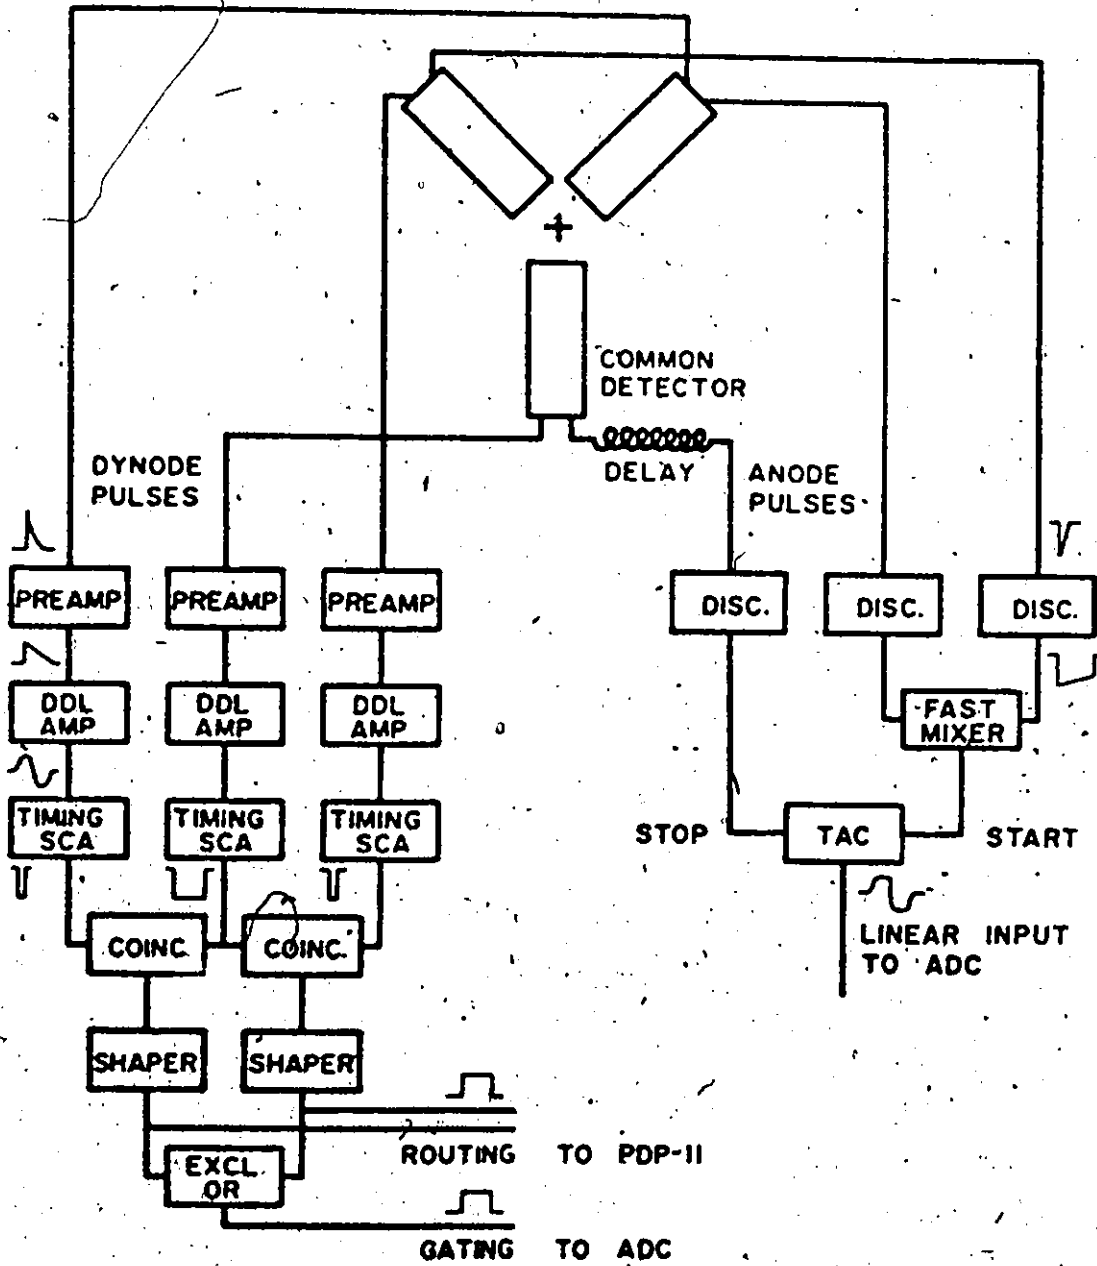 COMMON
DETECTOR
DELAY
DYNODE
PULSES
ANODE
PULSES
PREAMP
PREAMP
PREAMP
DISC.
DISC.
DISC.
DDL
AMP
DDL
AMP
DDL
AMP
FAST
MIXER
TIMING
SCA
TIMING
SCA
TIMING
SCA
STOP
TAC
START
COINC.
COINC.
LINEAR INPUT
TO ADC
SHAPER
SHAPER
ROUTING TO PDP-11
EXCL.
OR
GATING TO ADC